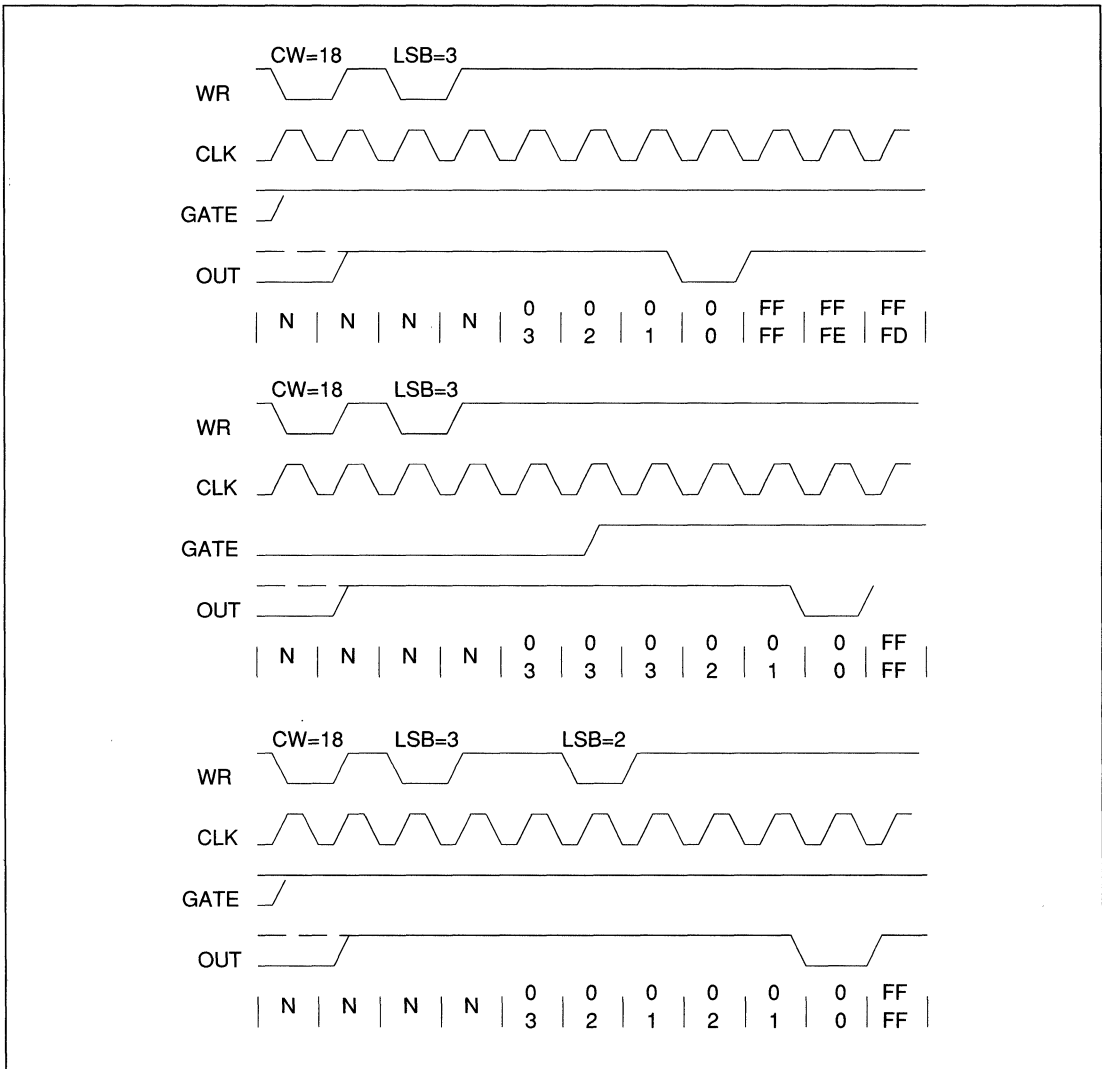 CW=18 LSB=3
WR
CLK
GATE
OUT
0 0 0 0 FF FF FF
| N | N | N | N | 3 | 2 | 1 | 0 | FF | FE | FD |
CW=18 LSB=3
WR
CLK
GATE
OUT
0 0 0 0 0 0 FF
| N | N | N | N | 3 | 3 | 3 | 2 | 1 | 0 | FF |
CW=18 LSB=3 LSB=2
WR
CLK
GATE
OUT
0 0 0 0 0 0 FF
| N | N | N | N | 3 | 2 | 1 | 2 | 1 | 0 | FF |